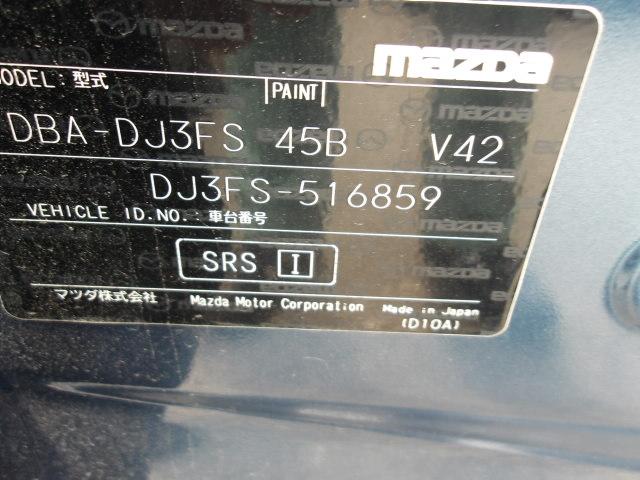 mazda
MODEL: 型式
PAINT
DBA-DJ3FS 45B V42
DJ3FS-516859
VEHICLE ID.NO.: 車台番号
SRS I
マツダ株式会社 Mazda Motor Corporation Made in Japan
(D10A)